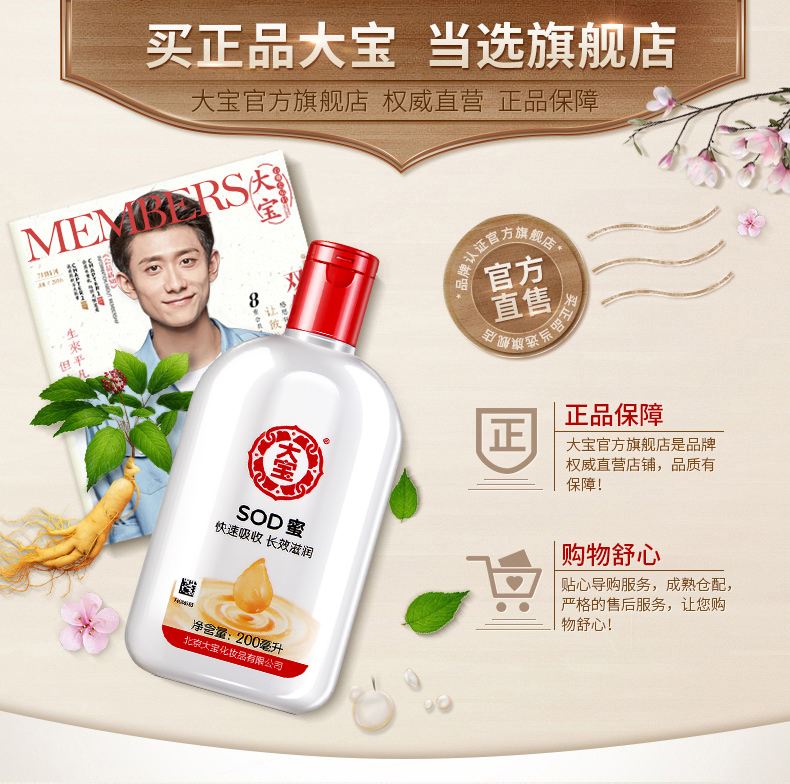 买正品大宝 当选旗舰店
大宝官方旗舰店 权威直营 正品保障
MEMBERS
大宝
8
品牌认证官方旗舰店
官方
直售
买正品当选旗舰店
正
正品保障
大宝官方旗舰店是品牌
权威直营店铺，品质有
保障！
大宝
®
SOD 蜜
快速吸收 长效滋润
净含量：200毫升
北京大宝化妆品有限公司
购物舒心
贴心导购服务，成熟仓配，
严格的售后服务，让您购
物舒心！